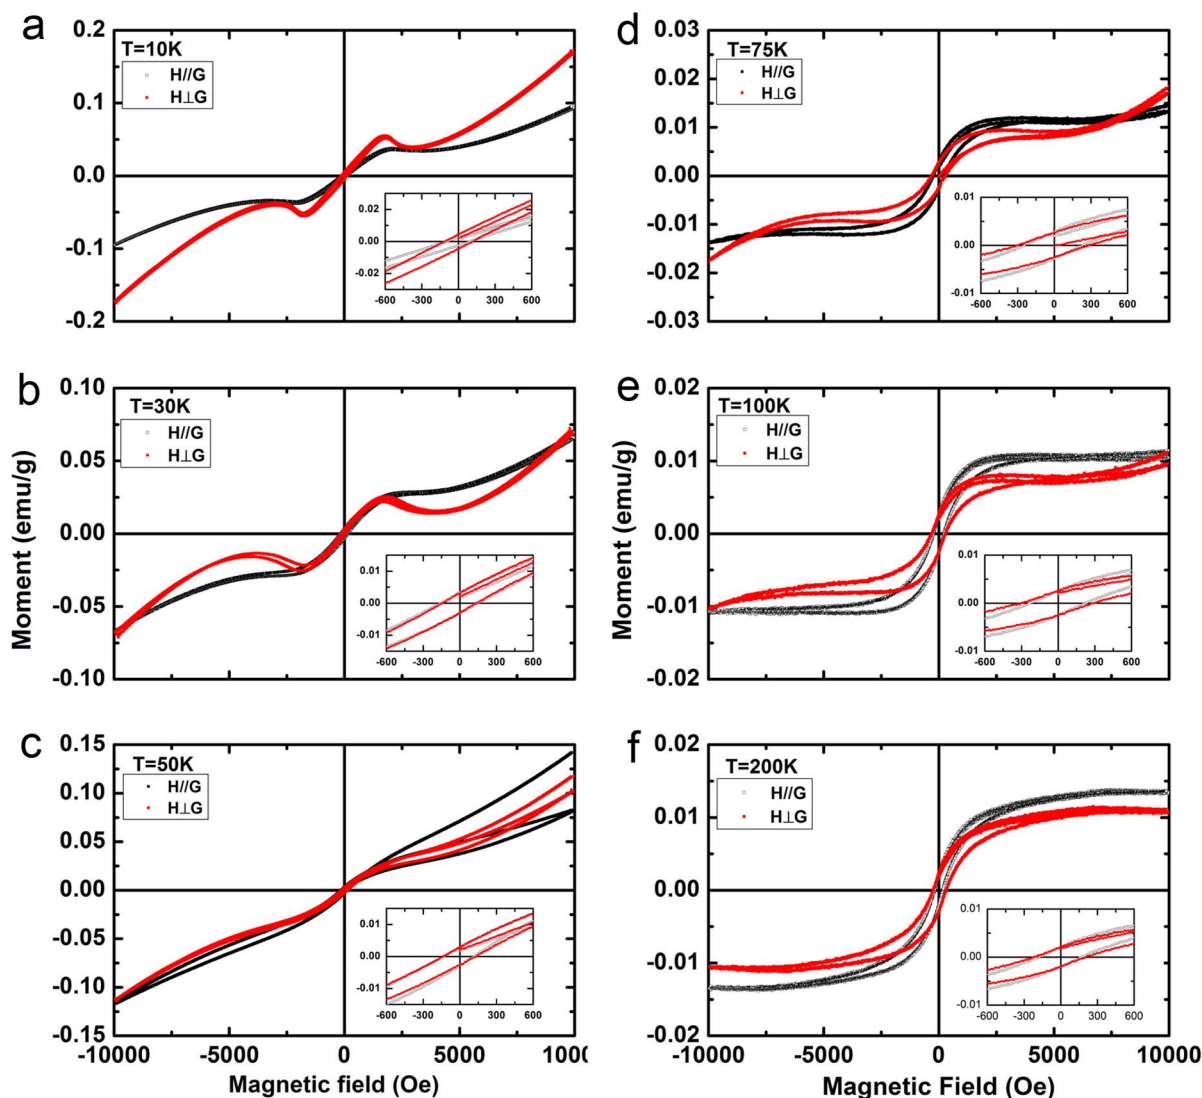 a
0.2
T=10K
H//G
H⊥G
0.1
0.0
-0.1
-0.2
0.02
0.00
-0.02
-600 -300 0 300 600
d
0.03
T=75K
H//G
H⊥G
0.02
0.01
0.00
-0.01
-0.02
-0.03
0.01
0.00
-0.01
-600 -300 0 300 600
b
0.10
T=30K
H//G
H⊥G
0.05
0.00
-0.05
-0.10
0.01
0.00
-0.01
-600 -300 0 300 600
Moment (emu/g)
e
0.02
T=100K
H//G
H⊥G
0.01
0.00
-0.01
-0.02
0.01
0.00
-0.01
-600 -300 0 300 600
Moment (emu/g)
c
0.15
T=50K
H//G
H⊥G
0.10
0.05
0.00
-0.05
-0.10
-0.15
0.01
0.00
-0.01
-600 -300 0 300 600
-10000 -5000 0 5000 1000
Magnetic field (Oe)
f
0.02
T=200K
H//G
H⊥G
0.01
0.00
-0.01
-0.02
0.01
0.00
-0.01
-600 -300 0 300 600
-10000 -5000 0 5000 10000
Magnetic Field (Oe)